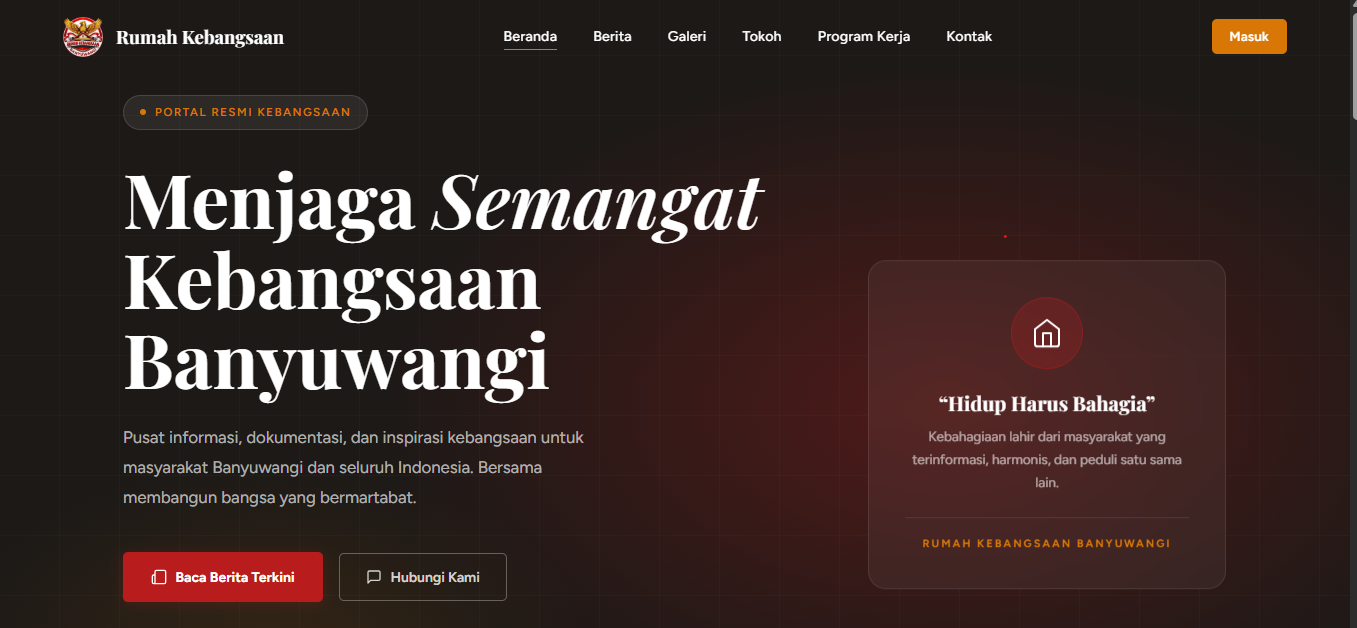 Rumah Kebangsaan
Beranda
Berita
Galeri
Tokoh
Program Kerja
Kontak
Masuk
PORTAL RESMI KEBANGSAAN
Menjaga Semangat
Kebangsaan
Banyuwangi
Pusat informasi, dokumentasi, dan inspirasi kebangsaan untuk
masyarakat Banyuwangi dan seluruh Indonesia. Bersama
membangun bangsa yang bermartabat.
Baca Berita Terkini
Hubungi Kami
“Hidup Harus Bahagia”
Kebahagiaan lahir dari masyarakat yang
terinformasi, harmonis, dan peduli satu sama
lain.
RUMAH KEBANGSAAN BANYUWANGI